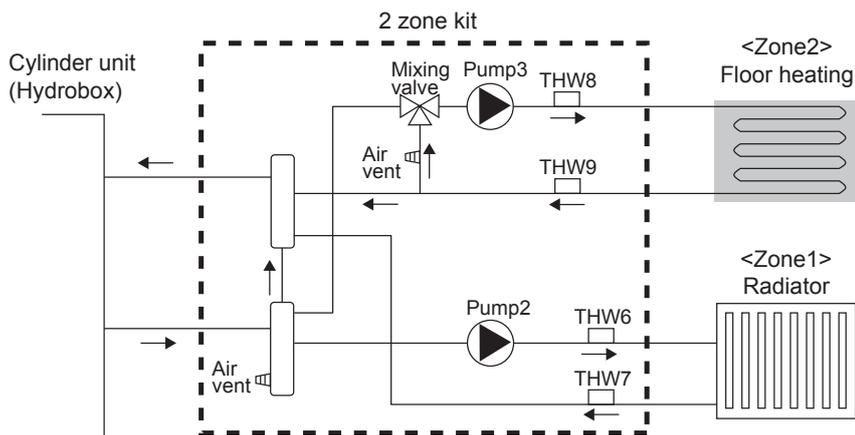 2 zone kit
Cylinder unit
(Hydrobox)
Mixing
valve
Pump3
THW8
<Zone2>
Floor heating
Air
vent
THW9
<Zone1>
Radiator
Pump2
THW6
Air
vent
THW7